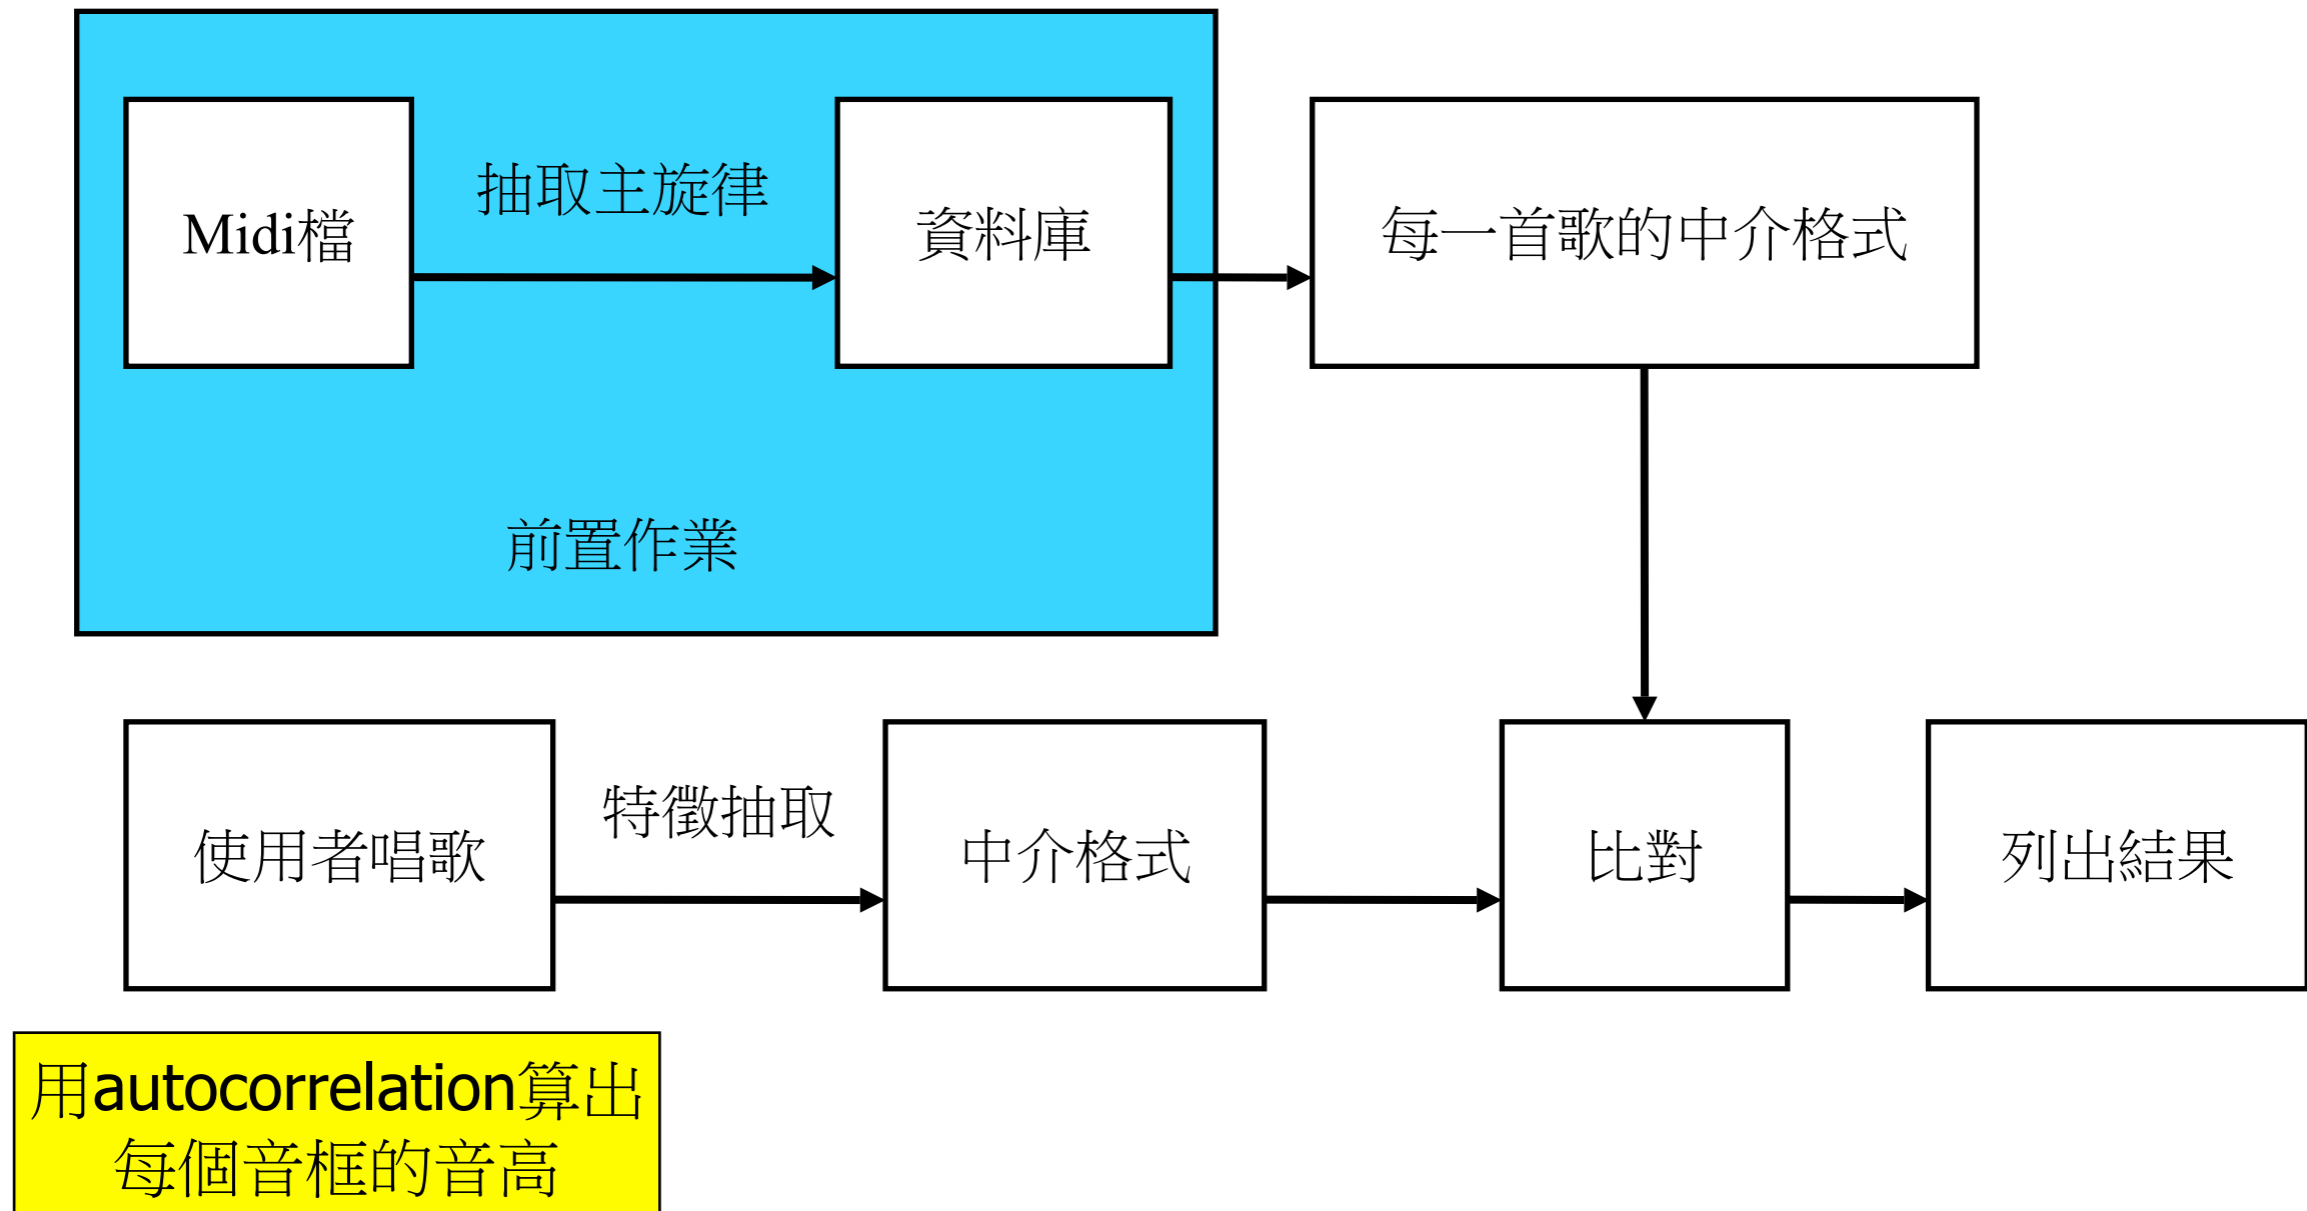 Midi檔
抽取主旋律
資料庫
每一首歌的中介格式
前置作業
使用者唱歌
特徵抽取
中介格式
比對
列出結果
用autocorrelation算出
每個音框的音高